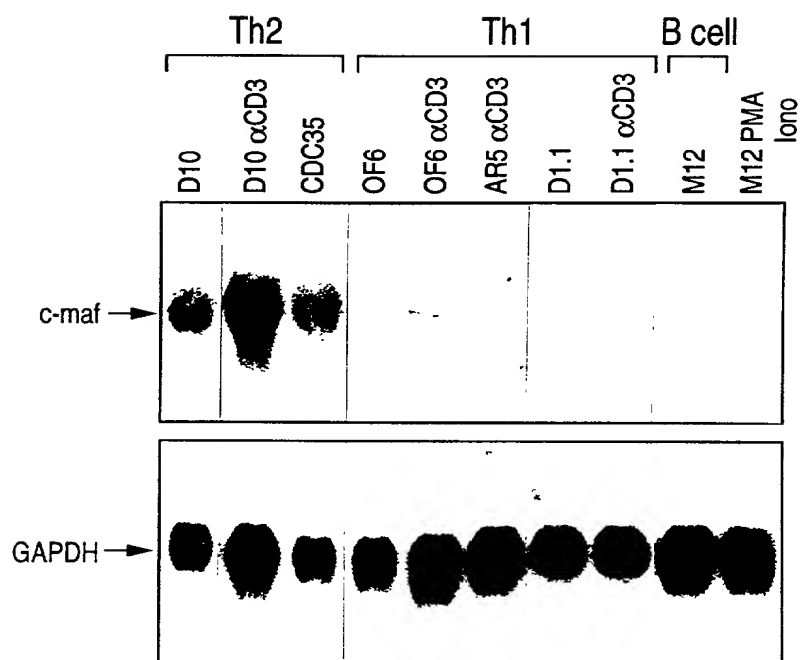 Th2 Th1 B cell
D10
D10 αCD3
CDC35
OF6
OF6 αCD3
AR5 αCD3
D1.1
D1.1 αCD3
M12
M12 PMA
Iono
c-maf
GAPDH